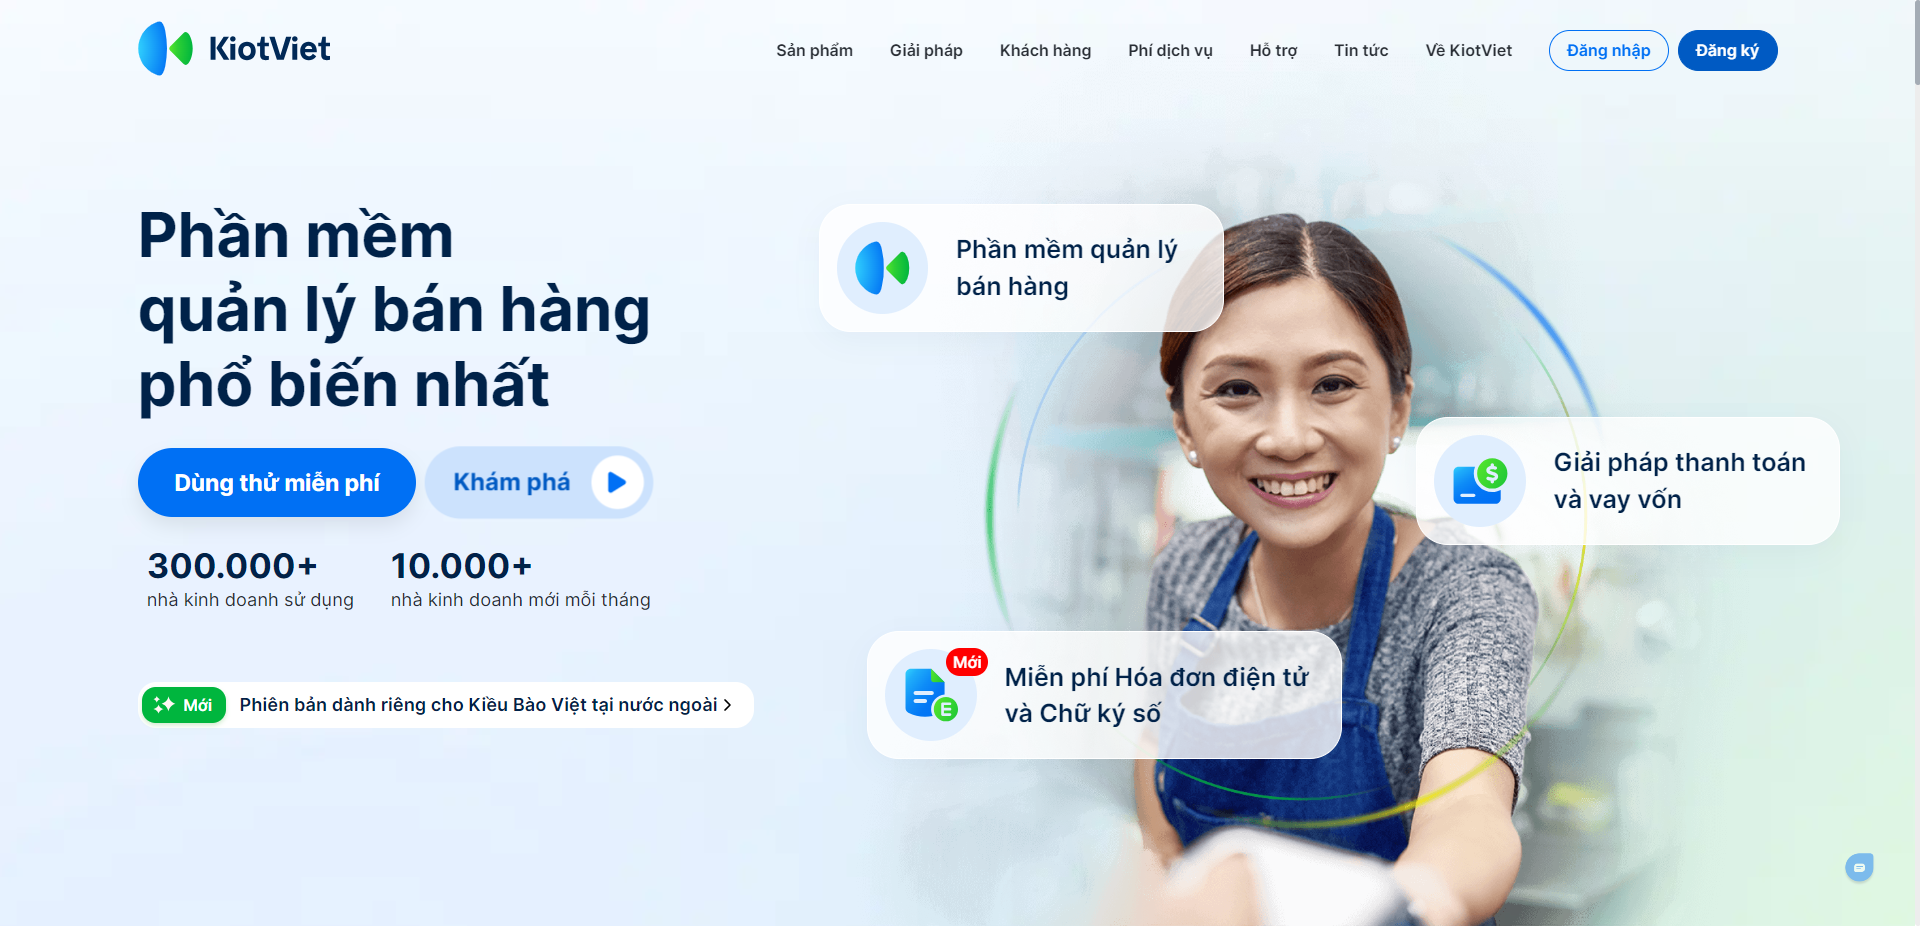 KiotViet
Sản phẩm
Giải pháp
Khách hàng
Phí dịch vụ
Hỗ trợ
Tin tức
Về KiotViet
Đăng nhập
Đăng ký
Phần mềm
quản lý bán hàng
phổ biến nhất
Dùng thử miễn phí
Khám phá
300.000+
nhà kinh doanh sử dụng
10.000+
nhà kinh doanh mới mỗi tháng
Mới
Phiên bản dành riêng cho Kiều Bào Việt tại nước ngoài
Phần mềm quản lý
bán hàng
$
Giải pháp thanh toán
và vay vốn
Mới
E
Miễn phí Hóa đơn điện tử
và Chữ ký số